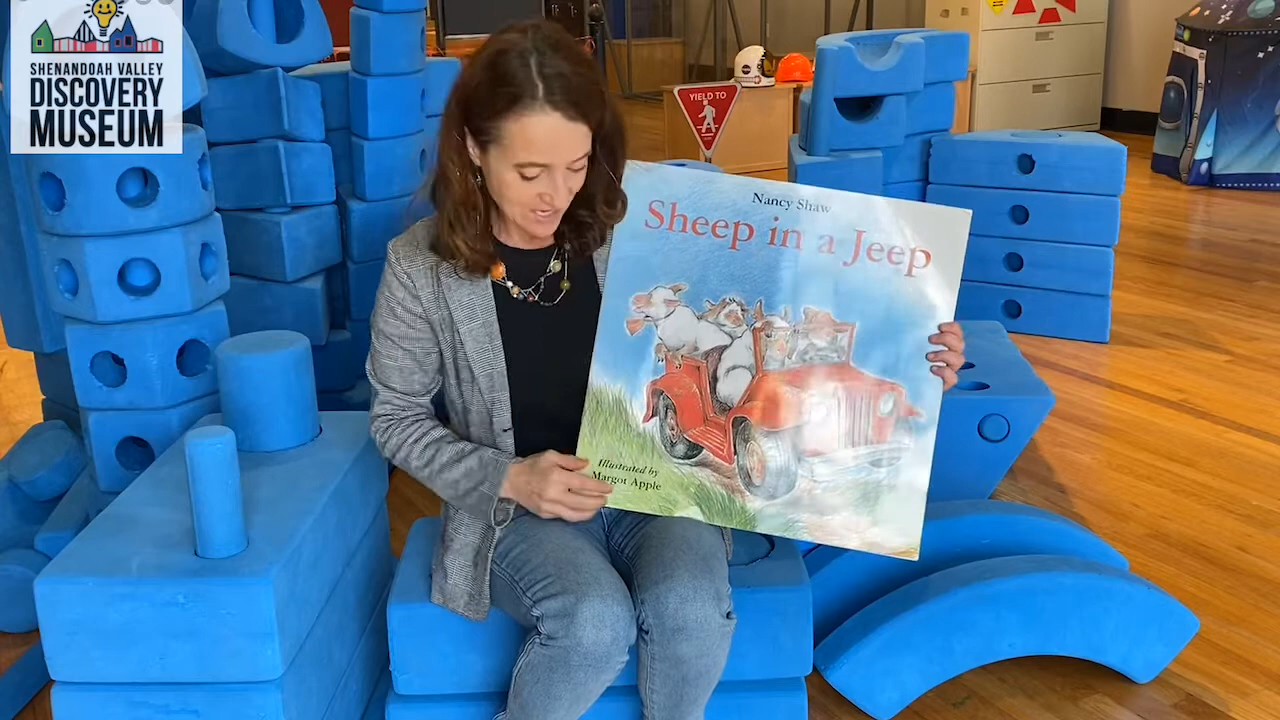 SHENANDOAH VALLEY
DISCOVERY
MUSEUM
YIELD TO
Nancy Shaw
Sheep in a Jeep
Illustrated by
Margot Apple